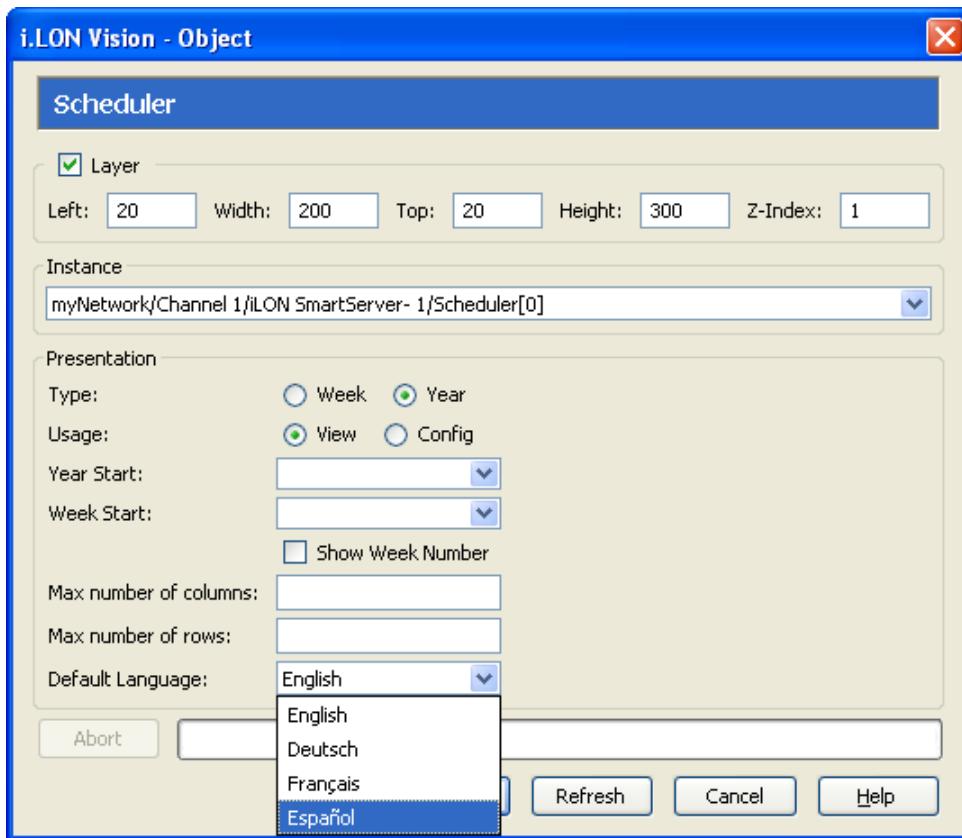 i.LON Vision - Object
Scheduler
Layer
Left: 20 Width: 200 Top: 20 Height: 300 Z-Index: 1
Instance
myNetwork/Channel 1/iLON SmartServer- 1/Scheduler[0]
Presentation
Type: Week Year
Usage: View Config
Year Start:
Week Start:
Show Week Number
Max number of columns:
Max number of rows:
Default Language: English
English
Deutsch
Abort
Français
Español
Refresh Cancel Help